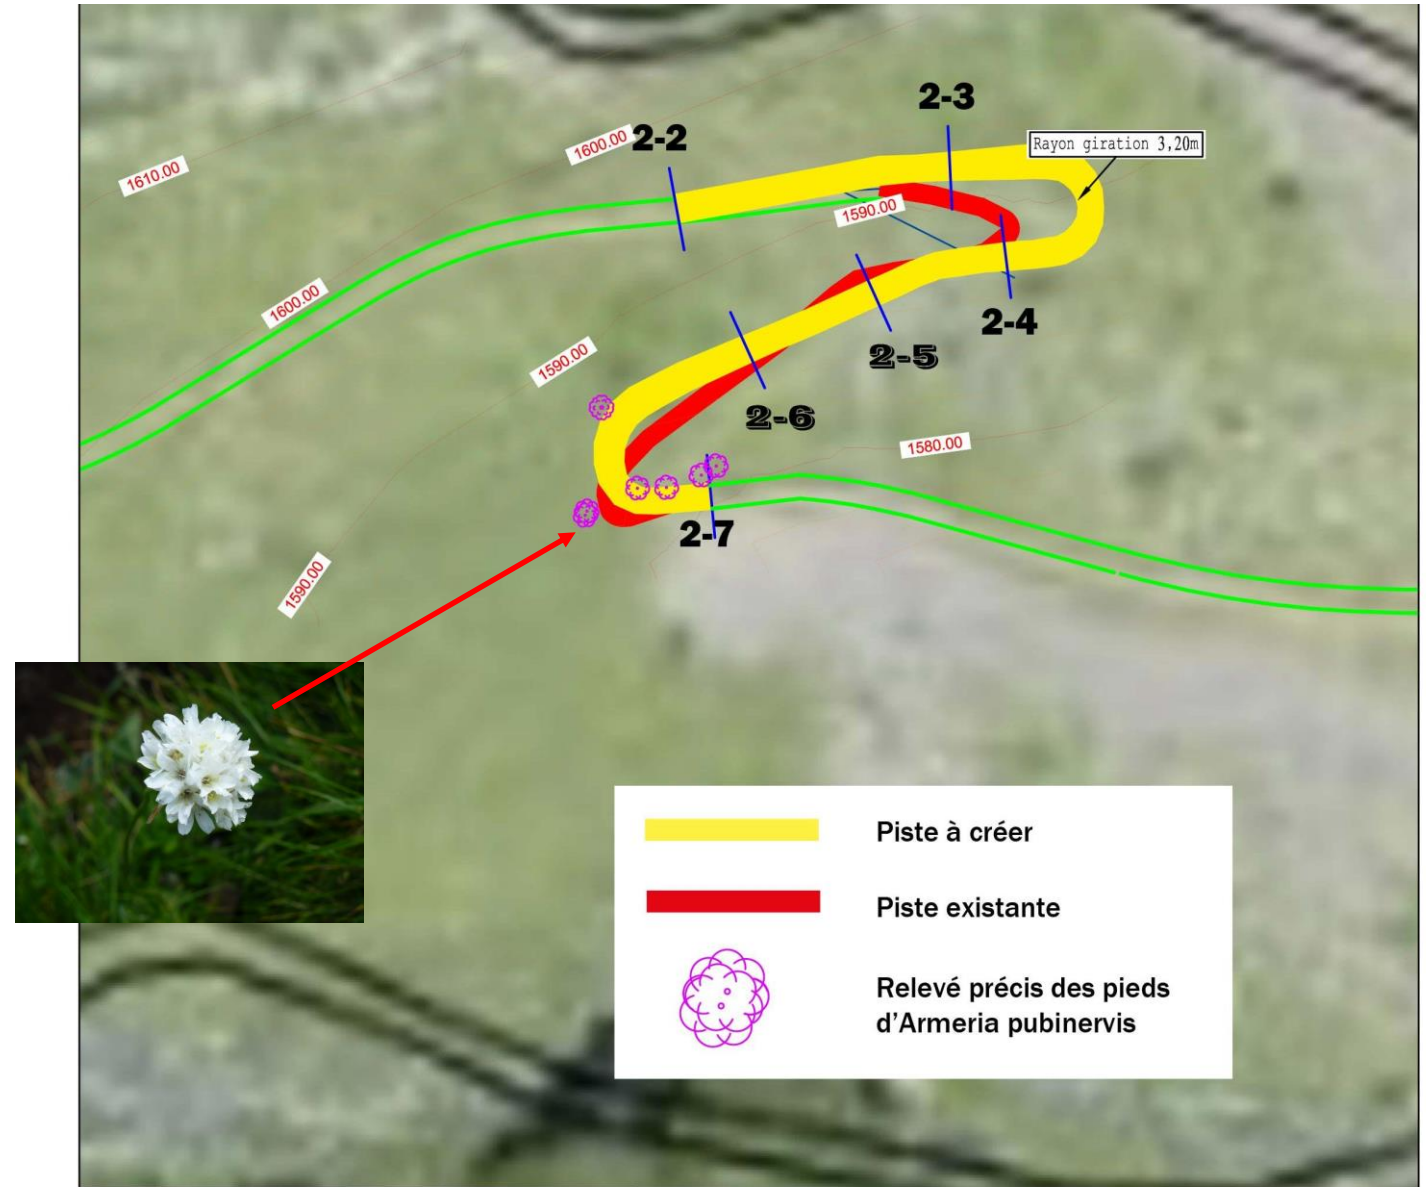 2-3
2-2
1600.00
Rayon giration 3,20m
1610.00
1590.00
1600.00
2-4
2-5
1590.00
2-6
1580.00
2-7
1590.00
Piste à créer
Piste existante
Relevé précis des pieds
d’Armeria pubinervis